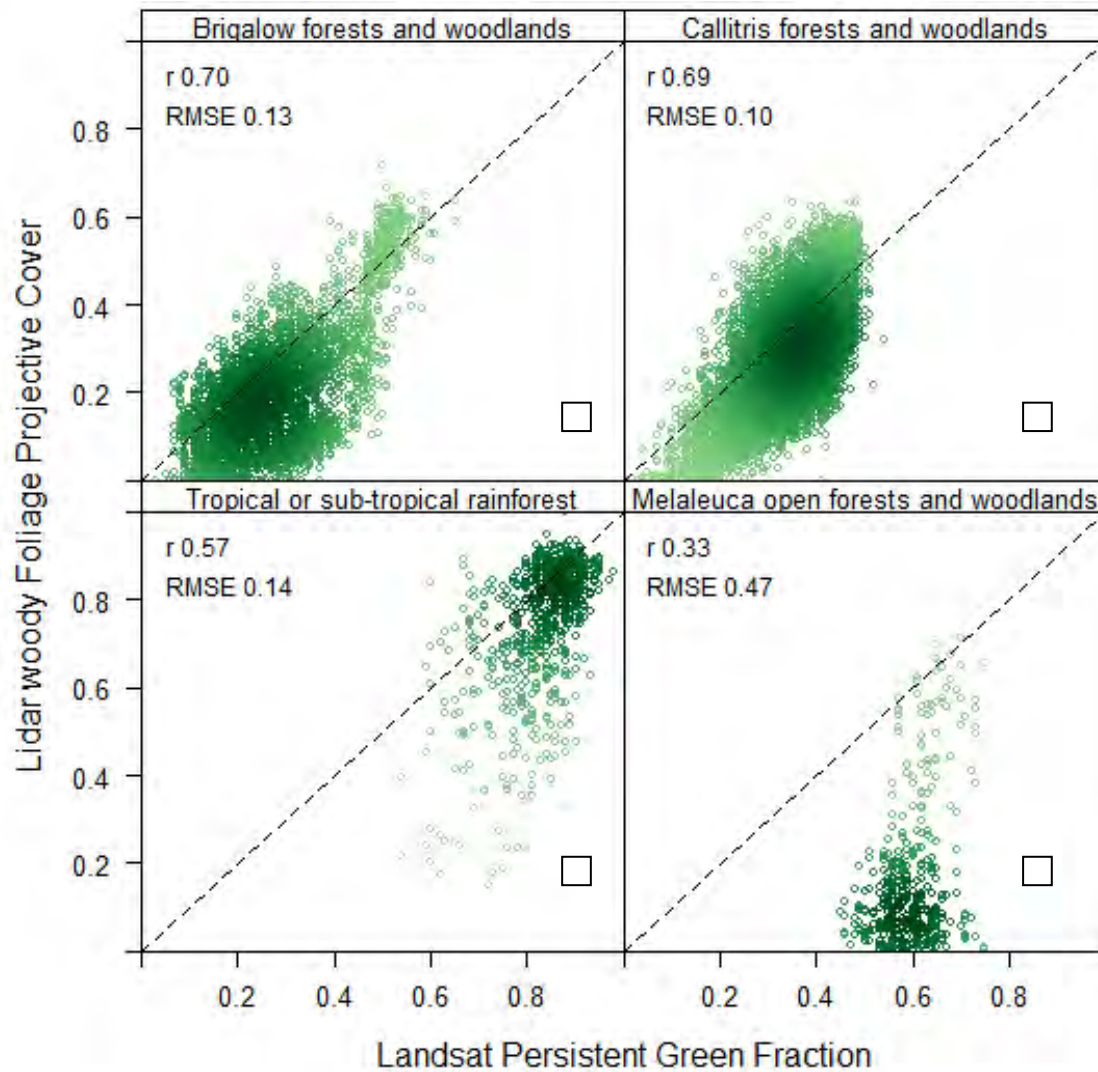 Brigalow forests and woodlands
Callitris forests and woodlands
r 0.70
RMSE 0.13
r 0.69
RMSE 0.10
0.8
0.6
0.4
0.2
Tropical or sub-tropical rainforest
Melaleuca open forests and woodlands
r 0.57
RMSE 0.14
r 0.33
RMSE 0.47
0.8
0.6
0.4
0.2
0.2 0.4 0.6 0.8 0.2 0.4 0.6 0.8
Lidar woody Foliage Projective Cover
Landsat Persistent Green Fraction